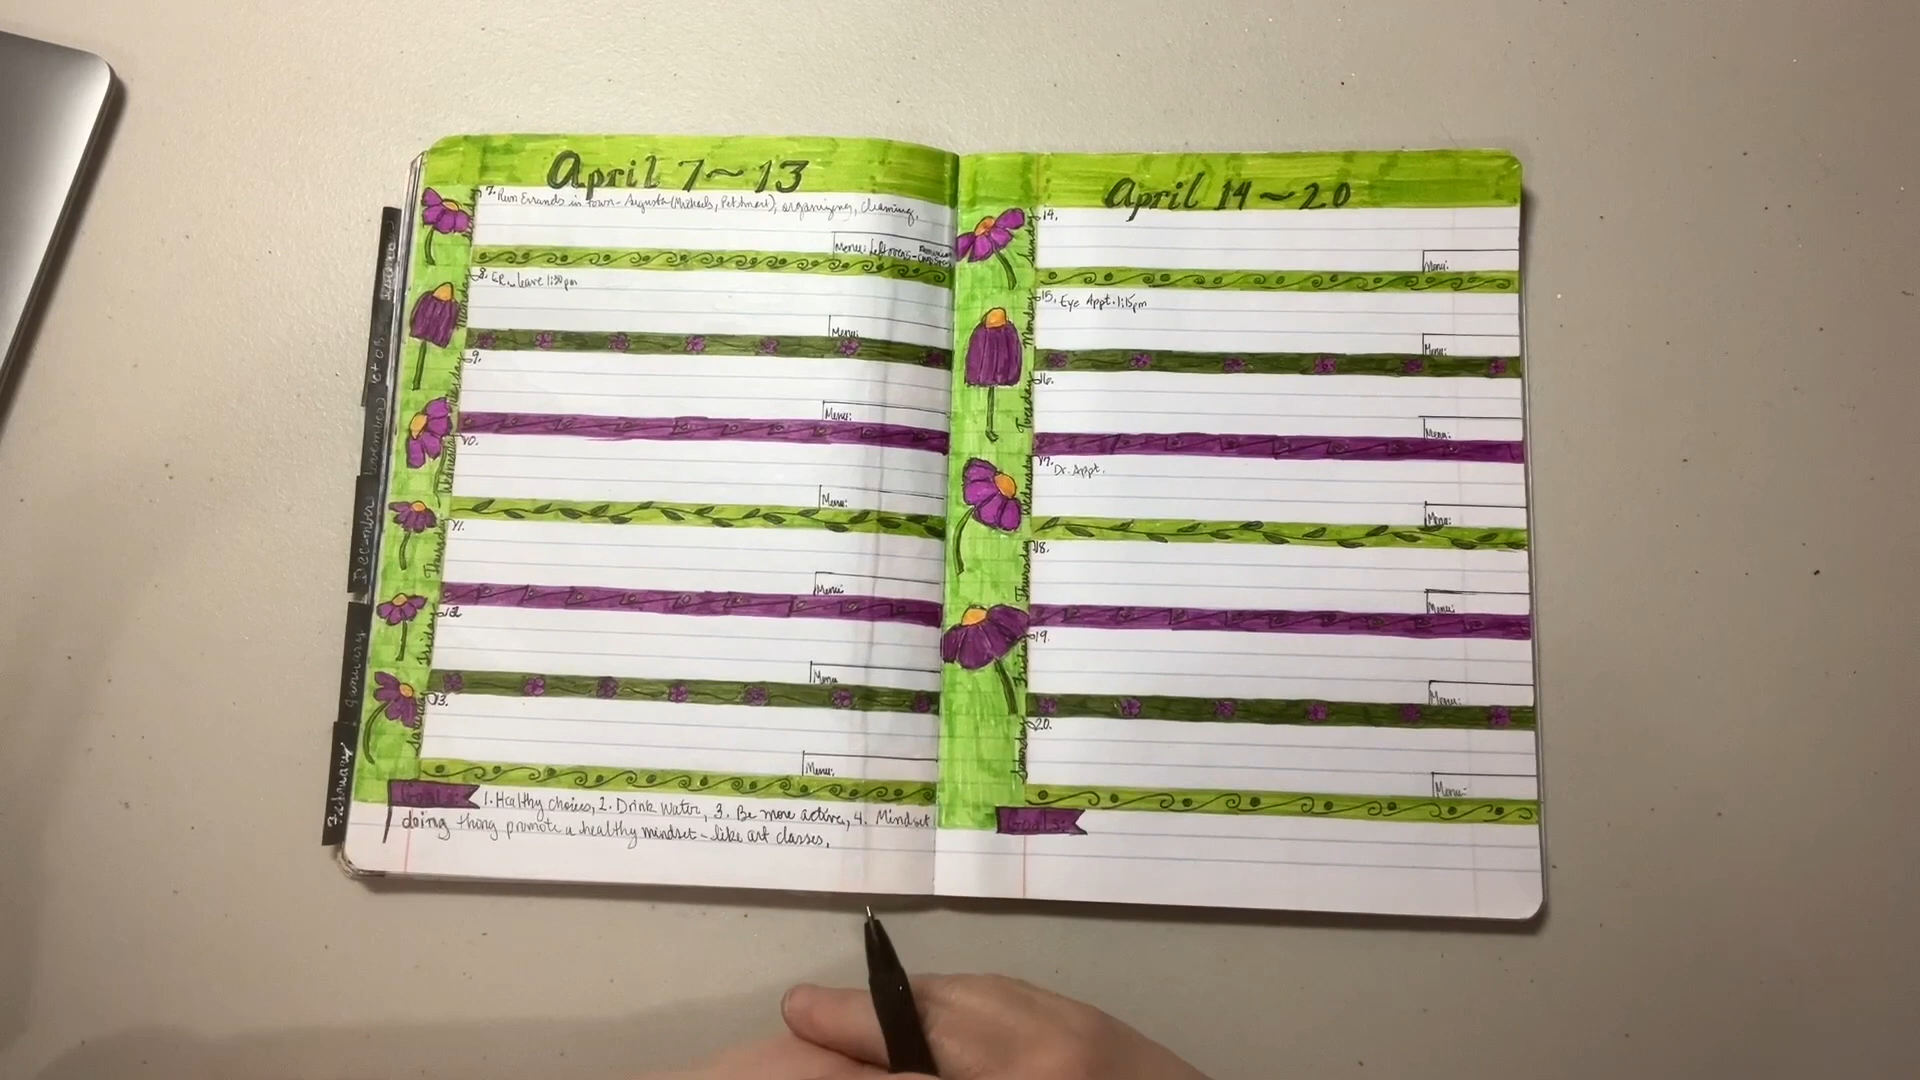 April 7~13
Sunday
7. Run Errands in town-Augusta (Michaels, Petsmart), organizing, cleaning,
Menu: Leftovers-
Monday
8. leave 1:30pm
Menu:
Tuesday
9.
Menu:
Wednesday
10.
Menu:
Thursday
11.
Menu:
Friday
12
Menu
Saturday
13.
Menu:
Goals:
1. Healthy choices, 2. Drink Water, 3. Be more active, 4. Mindset
doing thing promote a healthy mindset-like art classes,
April 14~20
Sunday
14.
Menu:
Monday
15. Eye Appt. 1:15pm
Menu:
Tuesday
16.
Menu:
Wednesday
17. Dr. Appt.
Menu:
Thursday
18.
Menu:
Friday
19.
Menu:
Saturday
20.
Menu:
Goals:
December
January
February